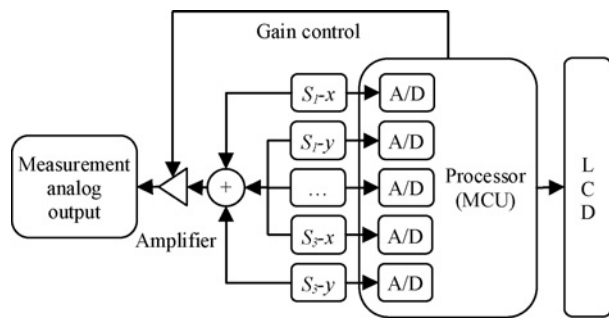 Gain control
S1-x
A/D
S1-y
A/D
Measurement
analog
output
+
...
A/D
Processor
(MCU)
L
C
D
Amplifier
S3-x
A/D
S3-y
A/D